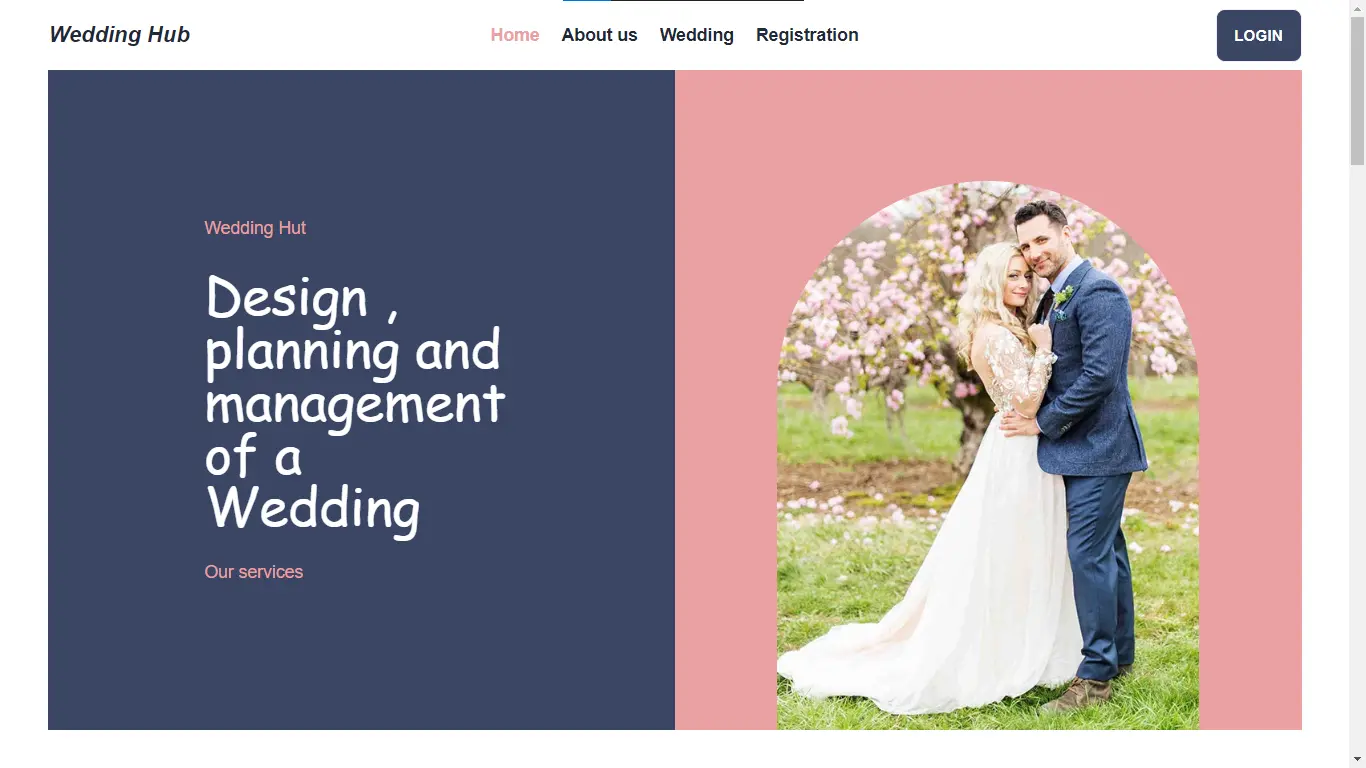 Wedding Hub
Home About us Wedding Registration
LOGIN
Wedding Hut
Design ,
planning and
management
of a
Wedding
Our services